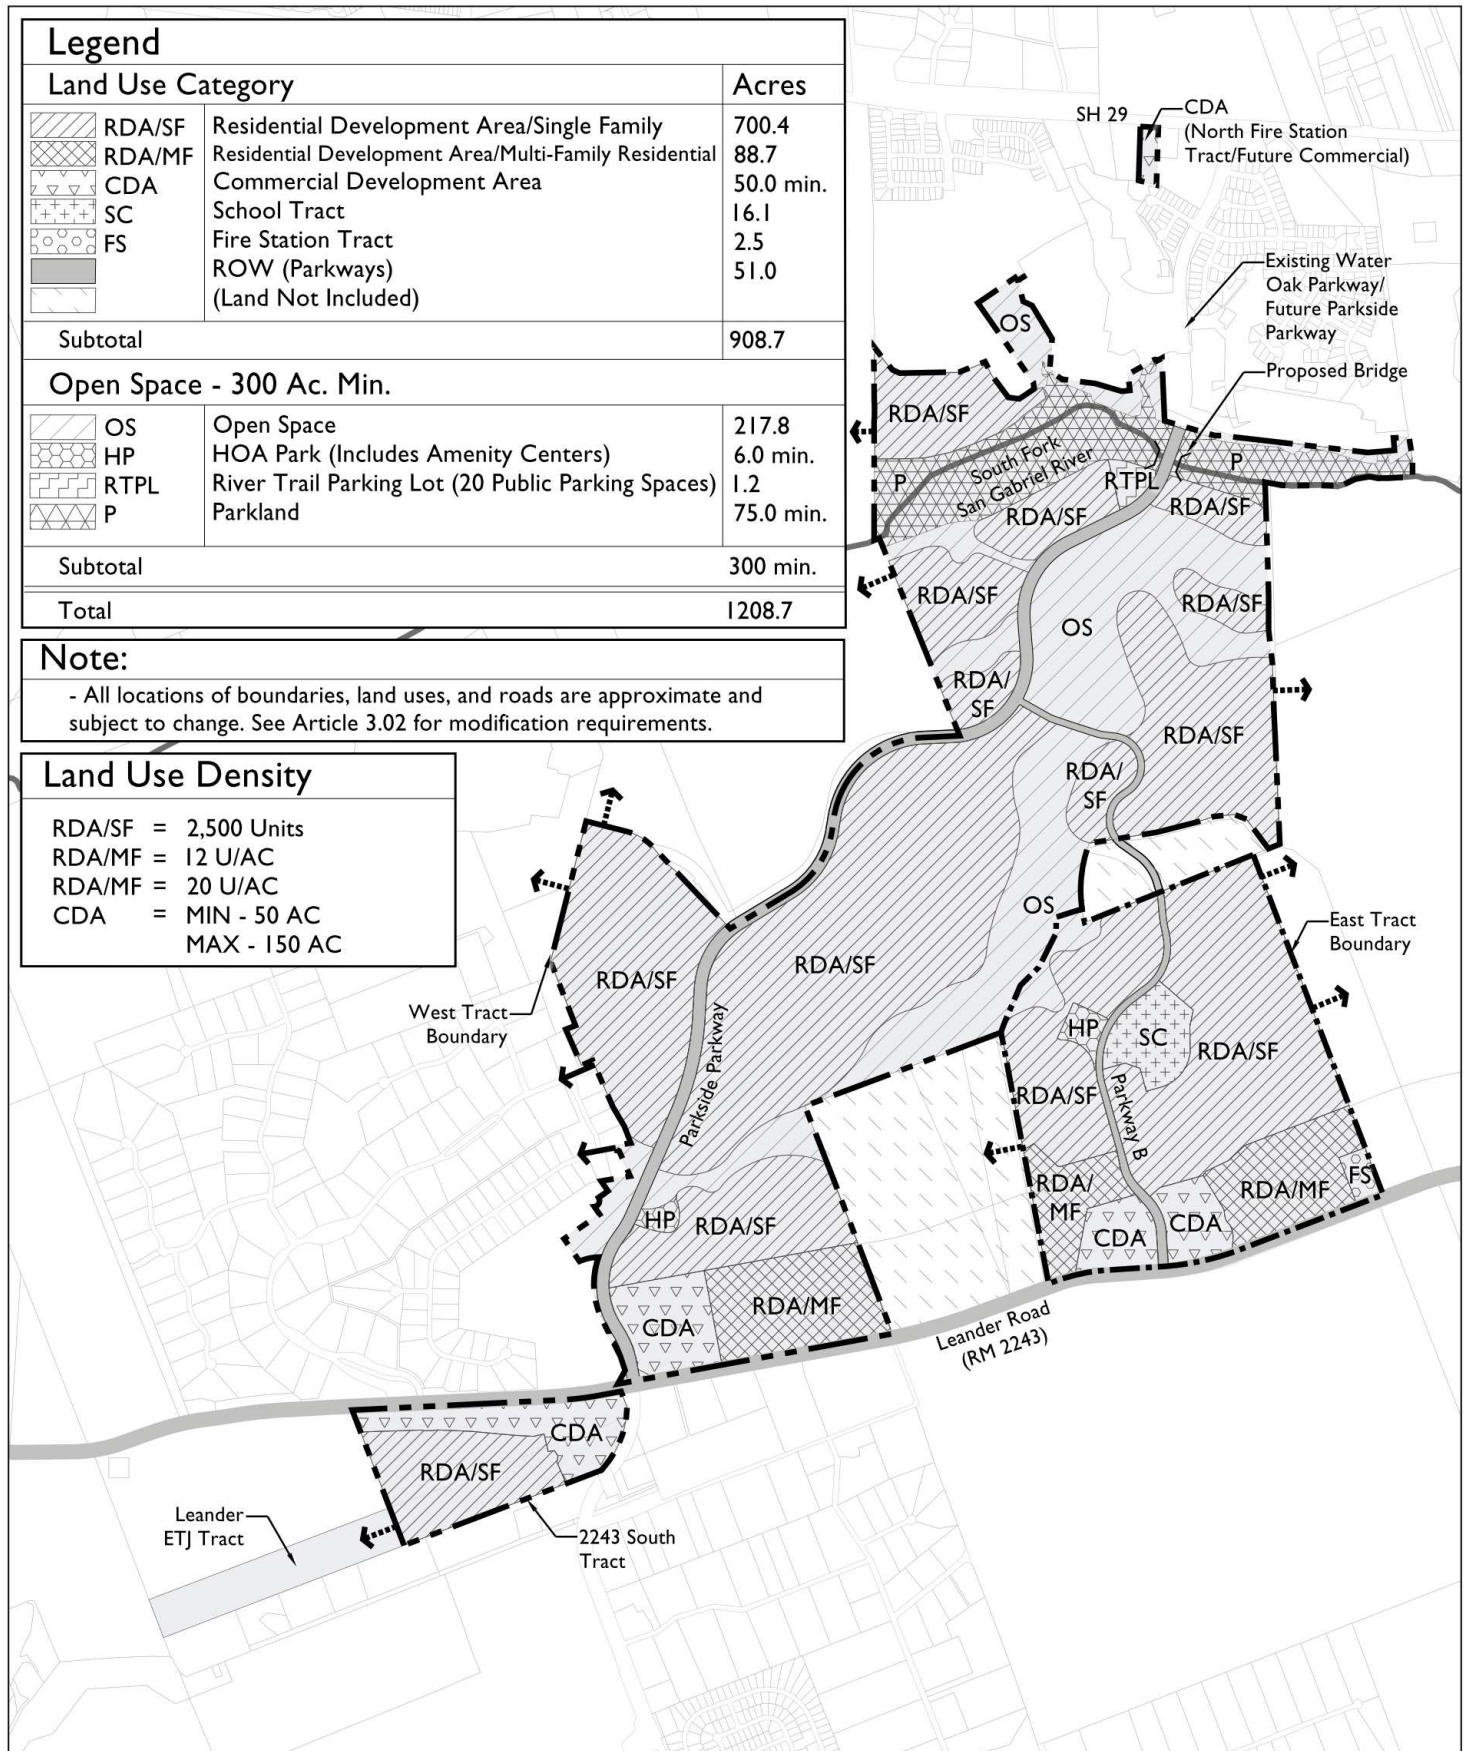 Legend
Land Use Category Acres
RDA/SF Residential Development Area/Single Family 700.4
RDA/MF Residential Development Area/Multi-Family Residential 88.7
CDA Commercial Development Area 50.0 min.
SC School Tract 16.1
FS Fire Station Tract 2.5
ROW (Parkways) 51.0
(Land Not Included)
Subtotal 908.7
Open Space - 300 Ac. Min.
OS Open Space 217.8
HP HOA Park (Includes Amenity Centers) 6.0 min.
RTPL River Trail Parking Lot (20 Public Parking Spaces) 1.2
P Parkland 75.0 min.
Subtotal 300 min.
Total 1208.7
Note:
- All locations of boundaries, land uses, and roads are approximate and
subject to change. See Article 3.02 for modification requirements.
Land Use Density
RDA/SF = 2,500 Units
RDA/MF = 12 U/AC
RDA/MF = 20 U/AC
CDA = MIN - 50 AC
MAX - 150 AC
SH 29
CDA
(North Fire Station
Tract/Future Commercial)
Existing Water
Oak Parkway/
Future Parkside
Parkway
OS
Proposed Bridge
RDA/SF
P
South Fork
San Gabriel River
P
RTPL
RDA/SF
RDA/SF
RDA/SF
RDA/SF
OS
RDA/
SF
RDA/SF
RDA/
SF
OS
East Tract
Boundary
RDA/SF
RDA/SF
West Tract
Boundary
Parkside Parkway
HP
SC
RDA/SF
RDA/SF
Parkway B
RDA/
MF
RDA/MF
FS
CDA
CDA
HP
RDA/SF
RDA/MF
CDA
Leander Road
(RM 2243)
CDA
RDA/SF
Leander
ETJ Tract
2243 South
Tract